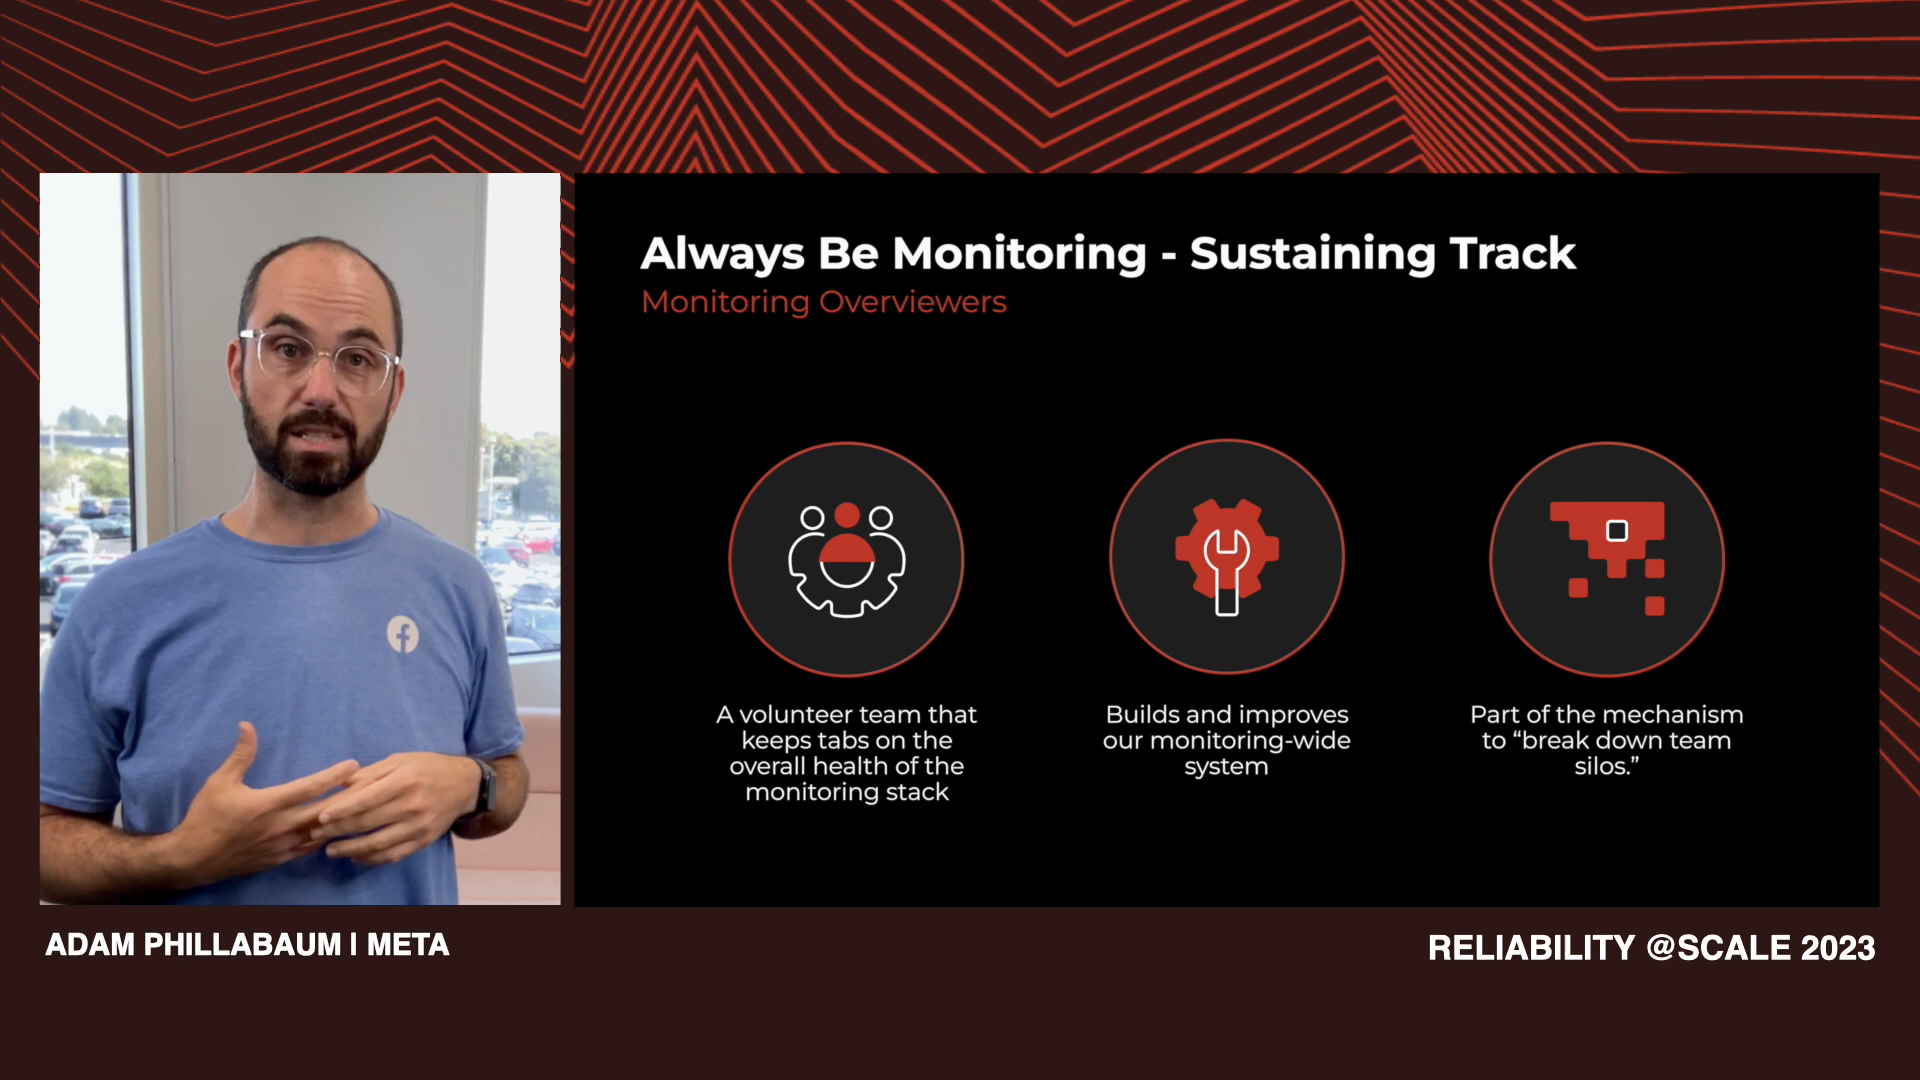 Always Be Monitoring - Sustaining Track
Monitoring Overviewers
A volunteer team that
keeps tabs on the
overall health of the
monitoring stack
Builds and improves
our monitoring-wide
system
Part of the mechanism
to “break down team
silos.”
ADAM PHILLABAUM | META
RELIABILITY @SCALE 2023